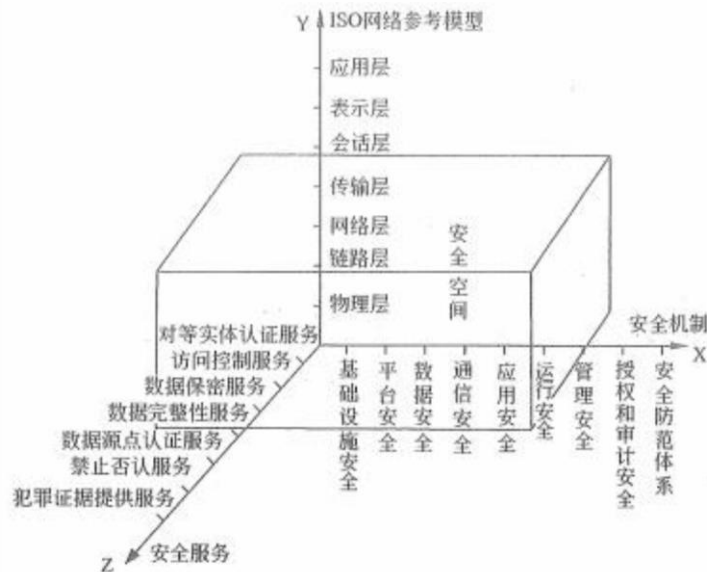 Y
ISO网络参考模型
应用层
表示层
会话层
传输层
网络层
链路层
物理层
安全空间
对等实体认证服务
访问控制服务
数据保密服务
数据完整性服务
数据源点认证服务
禁止否认服务
犯罪证据提供服务
Z
安全服务
安全机制
X
基础设施安全
平台安全
数据安全
通信安全
应用安全
运行安全
管理安全
授权和审计安全
安全防范体系